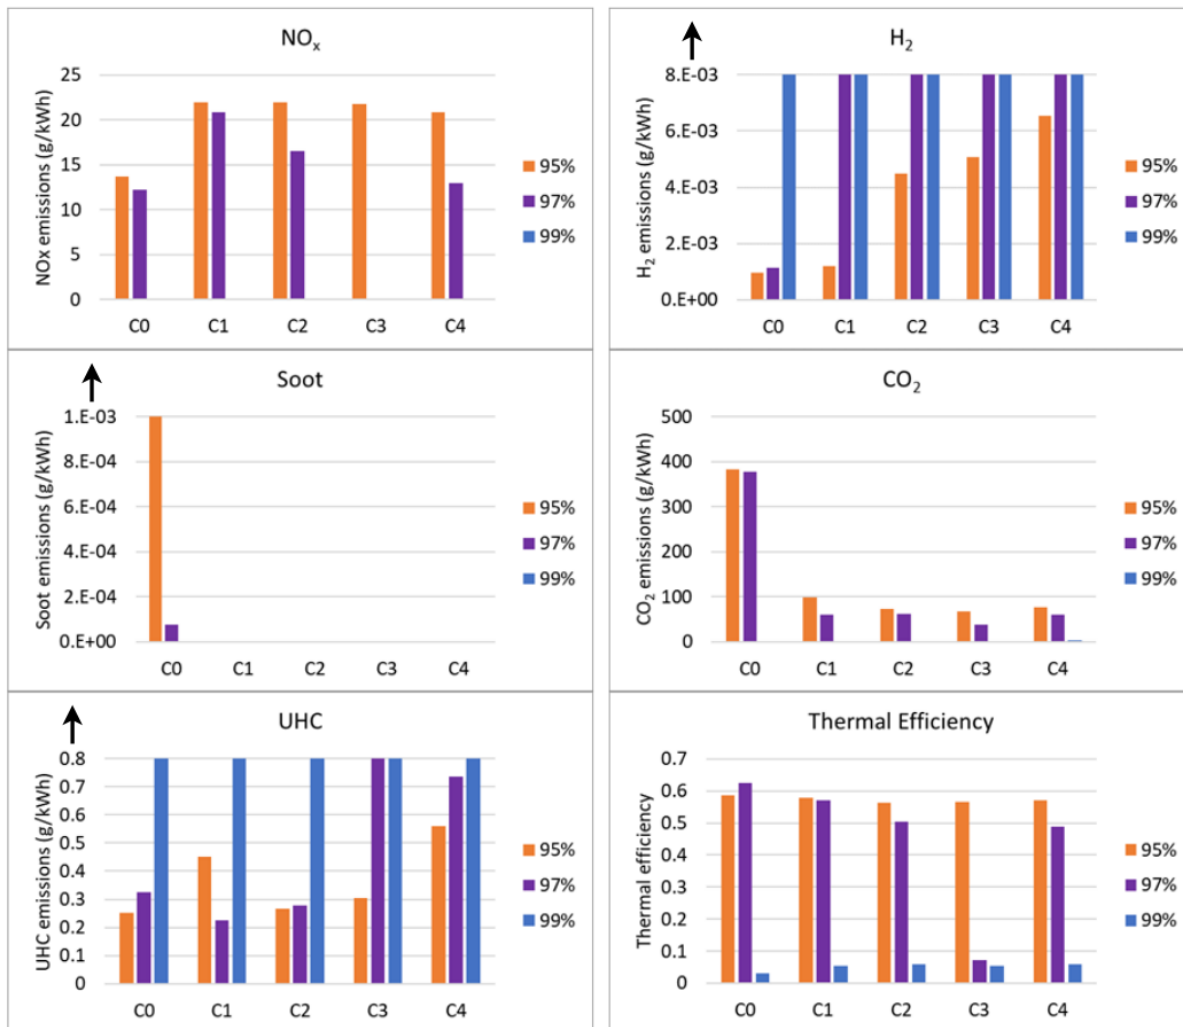 NOx
NOx emissions (g/kWh)
25
20
15
10
5
0
C0 C1 C2 C3 C4
95%
97%
99%
H2
H2 emissions (g/kWh)
8.E-03
6.E-03
4.E-03
2.E-03
0.E+00
C0 C1 C2 C3 C4
95%
97%
99%
Soot
Soot emissions (g/kWh)
1.E-03
8.E-04
6.E-04
4.E-04
2.E-04
0.E+00
C0 C1 C2 C3 C4
95%
97%
99%
CO2
CO2 emissions (g/kWh)
500
400
300
200
100
0
C0 C1 C2 C3 C4
95%
97%
99%
UHC
UHC emissions (g/kWh)
0.8
0.7
0.6
0.5
0.4
0.3
0.2
0.1
0
C0 C1 C2 C3 C4
95%
97%
99%
Thermal Efficiency
Thermal efficiency
0.7
0.6
0.5
0.4
0.3
0.2
0.1
0
C0 C1 C2 C3 C4
95%
97%
99%